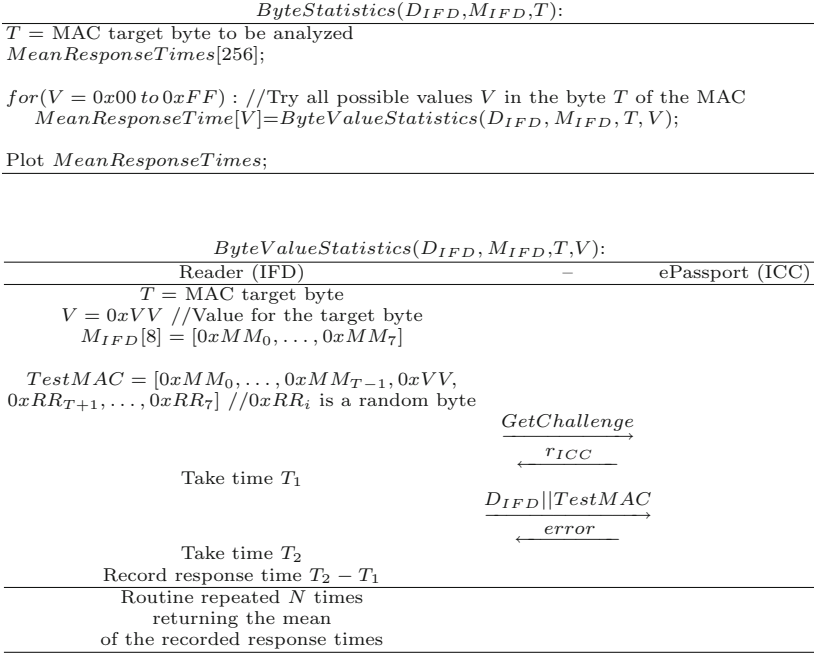 ByteStatistics(D_IFD,M_IFD,T):
T = MAC target byte to be analyzed
MeanResponseTimes[256];
for(V = 0x00 to 0xFF) : //Try all possible values V in the byte T of the MAC
MeanResponseTime[V]=ByteValueStatistics(D_IFD, M_IFD, T, V);
Plot MeanResponseTimes;
ByteValueStatistics(D_IFD, M_IFD,T,V):
Reader (IFD) – ePassport (ICC)
T = MAC target byte
V = 0xVV //Value for the target byte
M_IFD[8] = [0xMM_0, . . . , 0xMM_7]
TestMAC = [0xMM_0, . . . , 0xMM_{T−1}, 0xVV,
0xRR_{T+1}, . . . , 0xRR_7] //0xRR_i is a random byte
GetChallenge
r_ICC
Take time T_1
D_IFD||TestMAC
error
Take time T_2
Record response time T_2 − T_1
Routine repeated N times
returning the mean
of the recorded response times